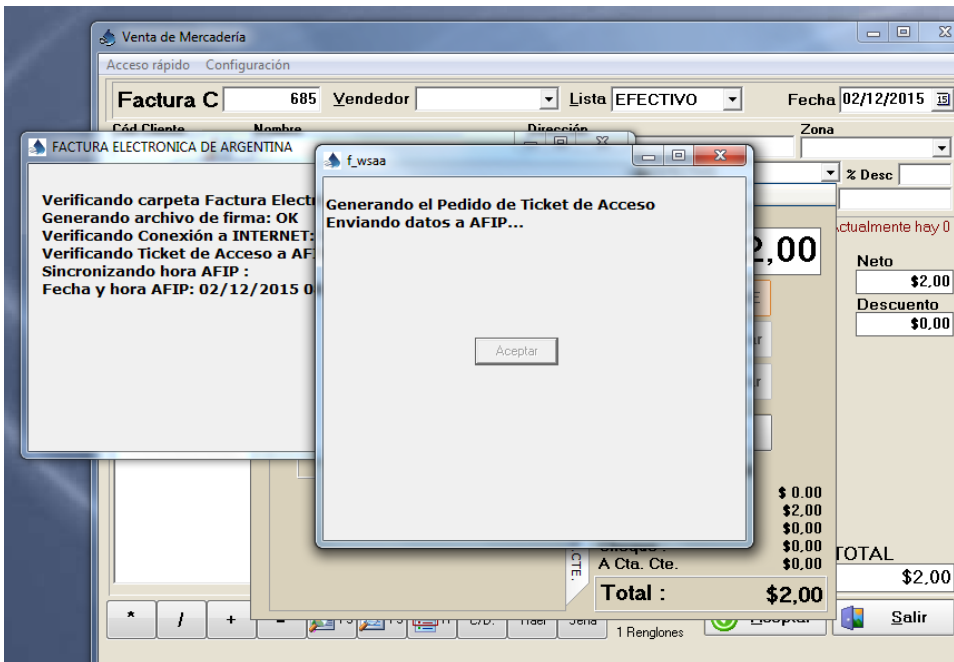 Venta de Mercadería
Acceso rápido Configuración
Factura C 685 Vendedor Lista EFECTIVO Fecha 02/12/2015 15
Cód Cliente Nombre Dirección Zona
FACTURA ELECTRONICA DE ARGENTINA
f_wsaa
% Desc
Verificando carpeta Factura
Generando archivo de firma: OK
Verificando Conexión a INTERNET:
Verificando Ticket de Acceso a
Sincronizando hora AFIP :
Fecha y hora AFIP: 02/12/2015
Generando el Pedido de Ticket de Acceso
Enviando datos a AFIP...
Aceptar
hay 0
2,00
Neto
$2,00
Descuento
$0,00
$ 0.00
$2,00
$0,00
$0,00
A Cta. Cte. $0,00
CTE.
Total : $2,00
TOTAL
$2,00
* / +
1 Renglones
Salir